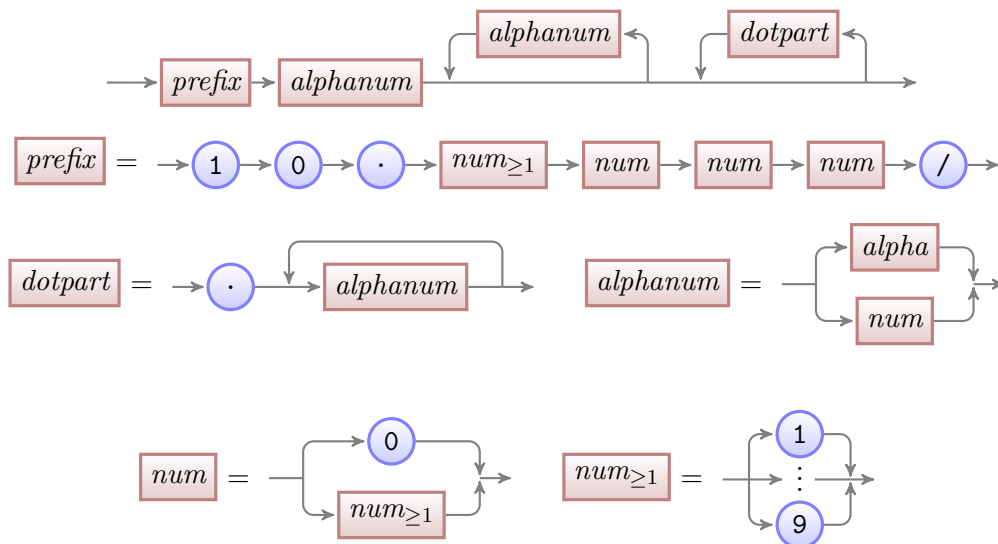 alphanum dotpart
prefix alphanum
prefix = 1 0 . num≥1 num num num /
alpha
dotpart = . alphanum alphanum =
num
0
num = num≥1 =
1
⋮
num≥1
9